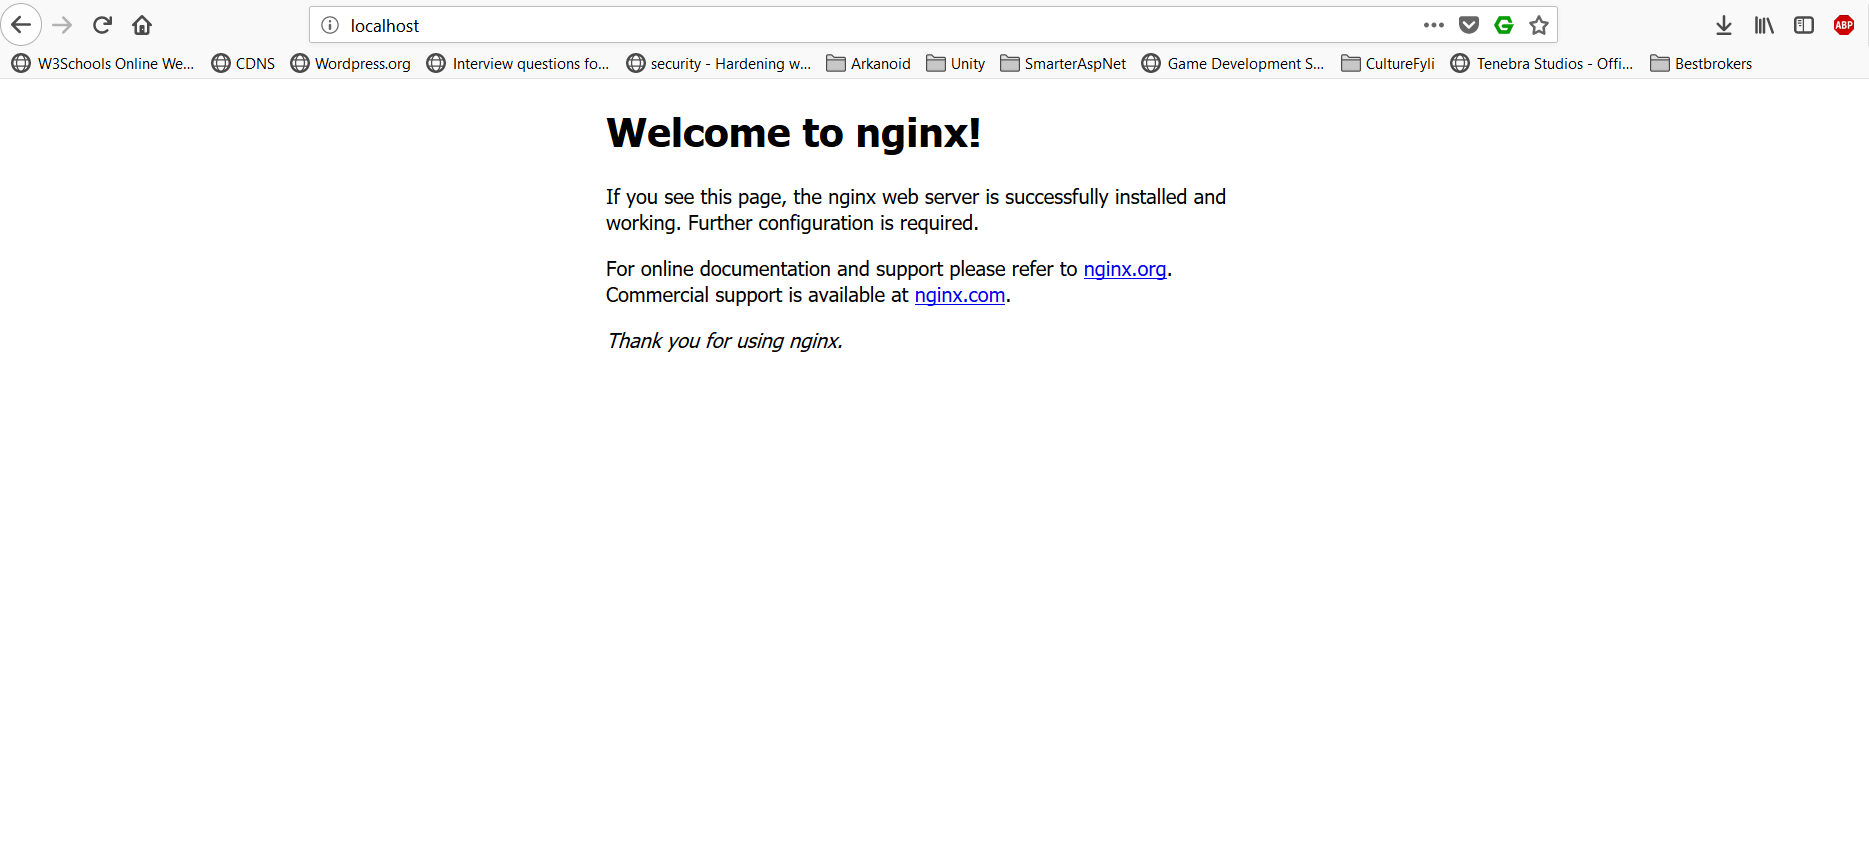 localhost
ABP
W3Schools Online We... CDNS Wordpress.org Interview questions fo... security - Hardening w... Arkanoid Unity SmarterAspNet Game Development S... CultureFyli Tenebra Studios - Offi... Bestbrokers
Welcome to nginx!
If you see this page, the nginx web server is successfully installed and
working. Further configuration is required.
For online documentation and support please refer to nginx.org.
Commercial support is available at nginx.com.
Thank you for using nginx.